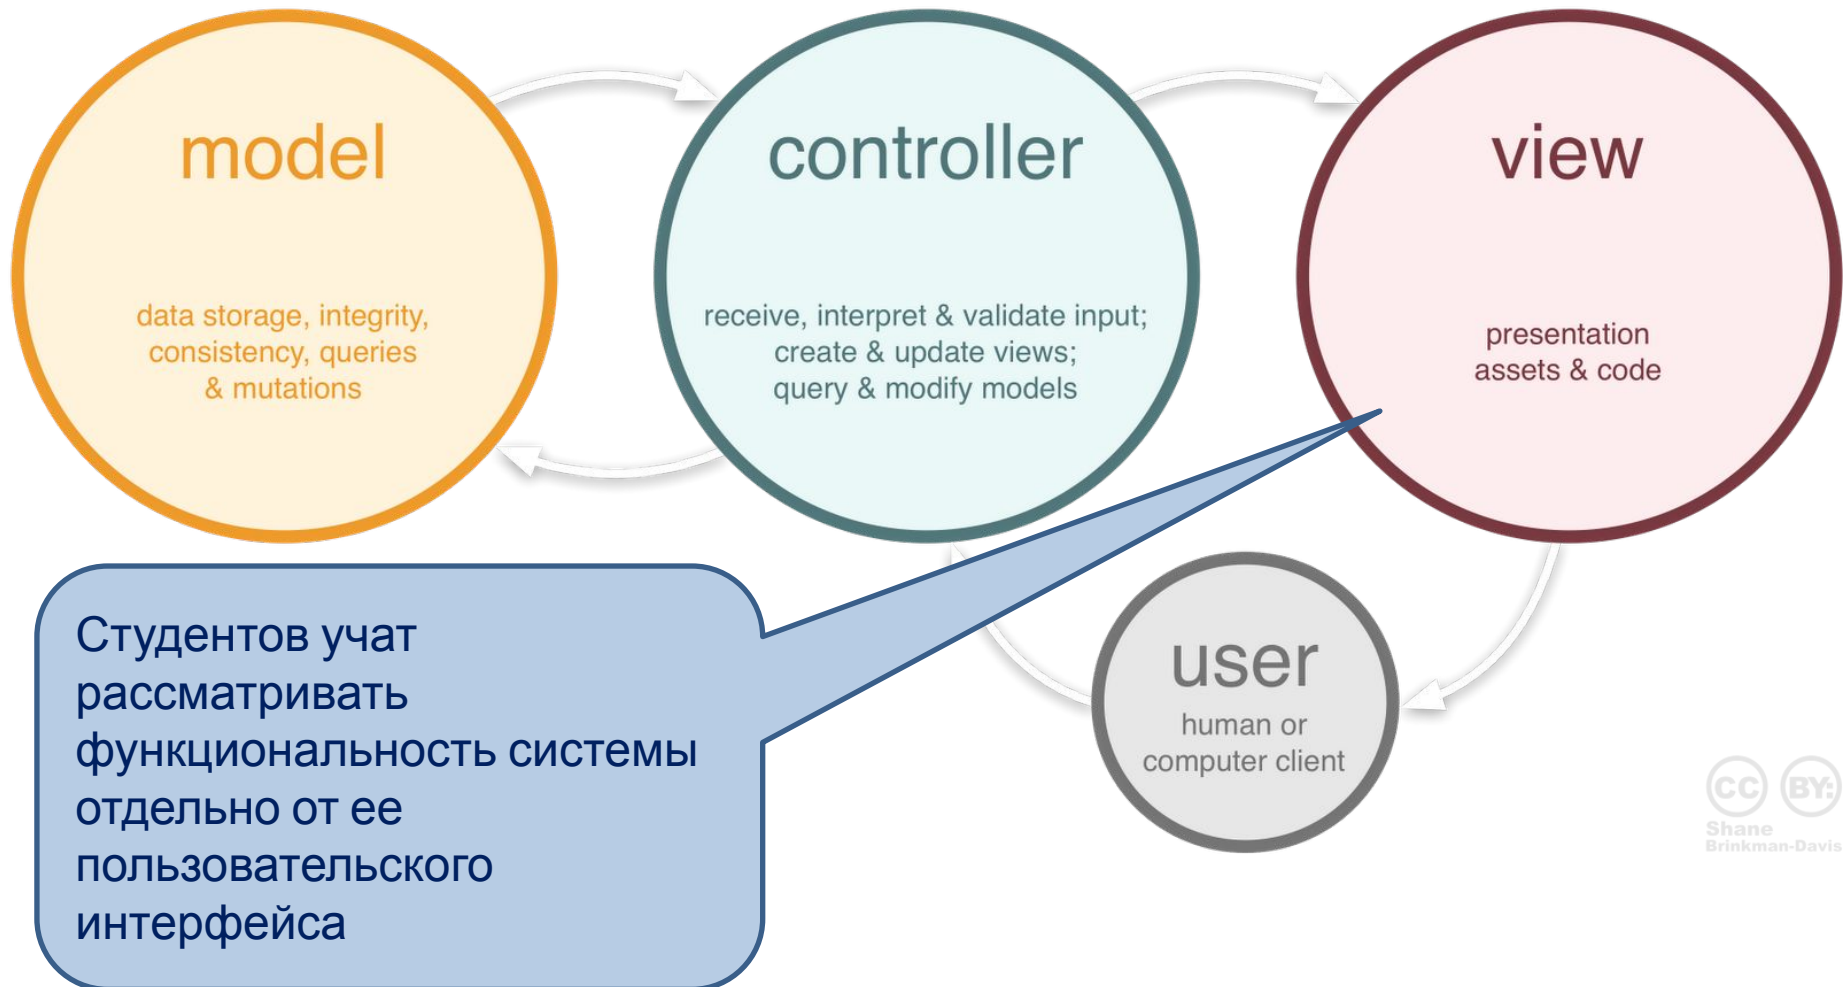 model
data storage, integrity,
consistency, queries
& mutations
controller
receive, interpret & validate input;
create & update views;
query & modify models
view
presentation
assets & code
Студентов учат
рассматривать
функциональность системы
отдельно от ее
пользовательского
интерфейса
user
human or
computer client
CC BY:
Shane
Brinkman-Davis